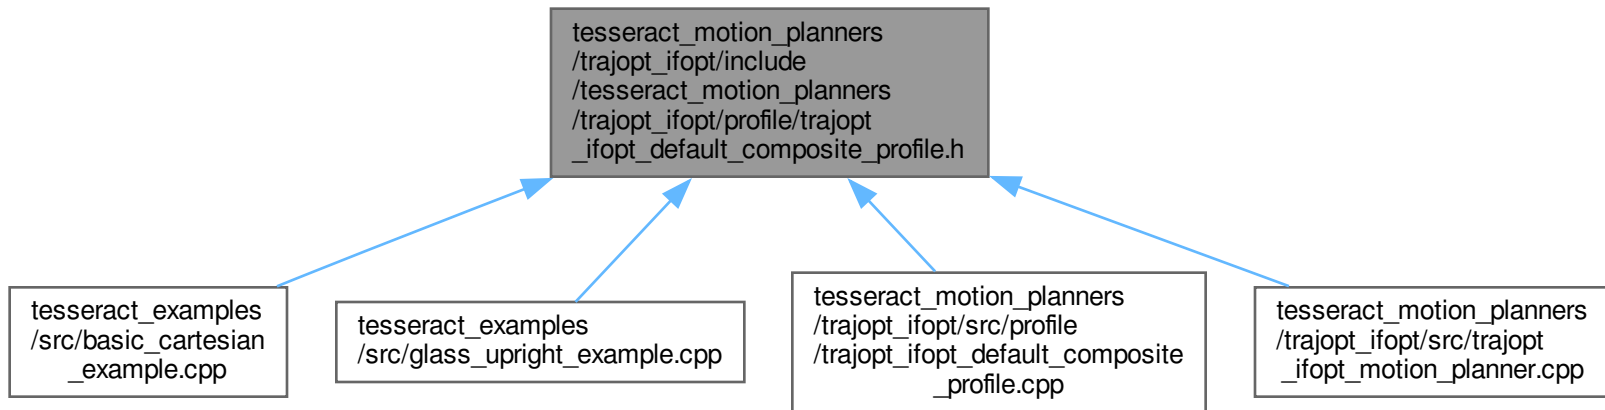 tesseract_motion_planners
/trajopt_ifopt/include
/tesseract_motion_planners
/trajopt_ifopt/profile/trajopt
_ifopt_default_composite_profile.h
tesseract_examples
/src/basic_cartesian
_example.cpp
tesseract_examples
/src/glass_upright_example.cpp
tesseract_motion_planners
/trajopt_ifopt/src/profile
/trajopt_ifopt_default_composite
_profile.cpp
tesseract_motion_planners
/trajopt_ifopt/src/trajopt
_ifopt_motion_planner.cpp